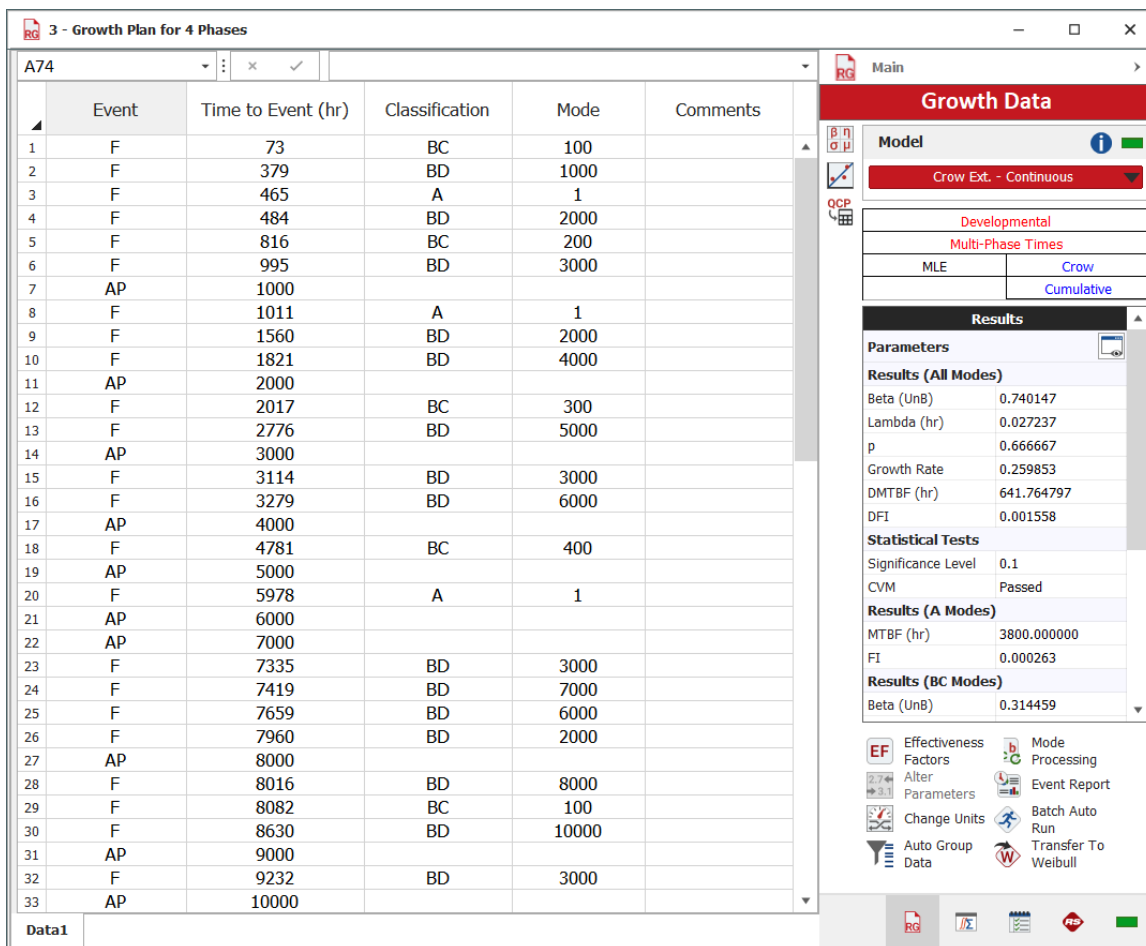 RG 3 - Growth Plan for 4 Phases
A74
Event Time to Event (hr) Classification Mode Comments
1 F 73 BC 100
2 F 379 BD 1000
3 F 465 A 1
4 F 484 BD 2000
5 F 816 BC 200
6 F 995 BD 3000
7 AP 1000
8 F 1011 A 1
9 F 1560 BD 2000
10 F 1821 BD 4000
11 AP 2000
12 F 2017 BC 300
13 F 2776 BD 5000
14 AP 3000
15 F 3114 BD 3000
16 F 3279 BD 6000
17 AP 4000
18 F 4781 BC 400
19 AP 5000
20 F 5978 A 1
21 AP 6000
22 AP 7000
23 F 7335 BD 3000
24 F 7419 BD 7000
25 F 7659 BD 6000
26 F 7960 BD 2000
27 AP 8000
28 F 8016 BD 8000
29 F 8082 BC 100
30 F 8630 BD 10000
31 AP 9000
32 F 9232 BD 3000
33 AP 10000
Data1
RG Main
Growth Data
β η
σ μ
QCP
Model
Crow Ext. - Continuous
Developmental
Multi-Phase Times
MLE Crow
Cumulative
Results
Parameters
Results (All Modes)
Beta (UnB) 0.740147
Lambda (hr) 0.027237
p 0.666667
Growth Rate 0.259853
DMTBF (hr) 641.764797
DFI 0.001558
Statistical Tests
Significance Level 0.1
CVM Passed
Results (A Modes)
MTBF (hr) 3800.000000
FI 0.000263
Results (BC Modes)
Beta (UnB) 0.314459
EF Effectiveness Factors
Mode Processing
2.7 3.1 Alter Parameters
Event Report
Change Units
Batch Auto Run
Auto Group Data
W Transfer To Weibull
RG RS